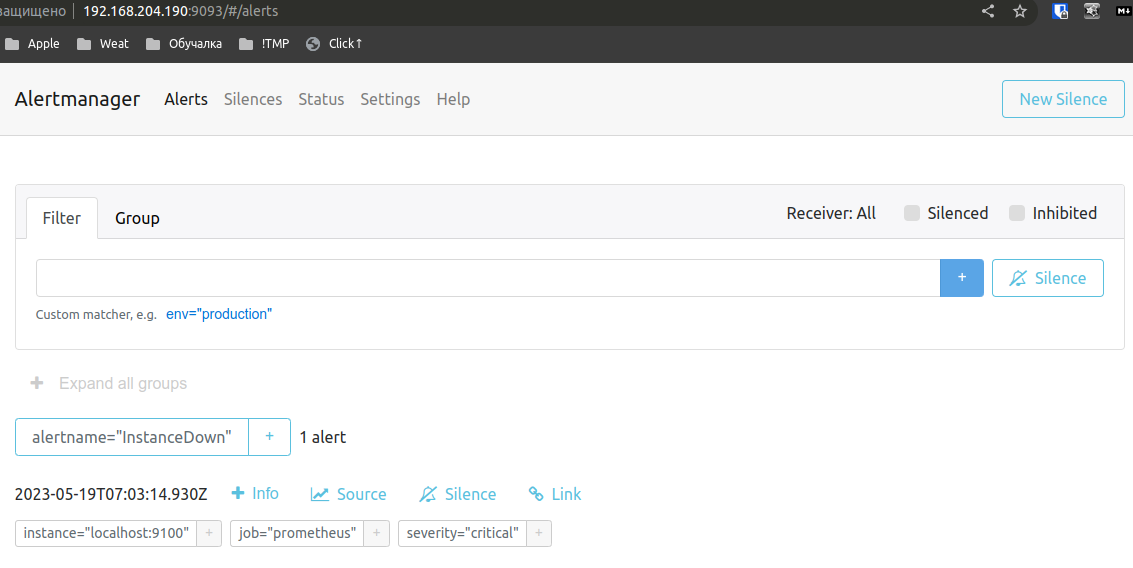 защищено 192.168.204.190:9093/#/alerts
Apple Weat Обучалка !TMP Click↑
Alertmanager Alerts Silences Status Settings Help New Silence
Filter Group Receiver: All Silenced Inhibited
+ Silence
Custom matcher, e.g. env="production"
+ Expand all groups
alertname="InstanceDown" + 1 alert
2023-05-19T07:03:14.930Z + Info Source Silence Link
instance="localhost:9100" + job="prometheus" + severity="critical" +